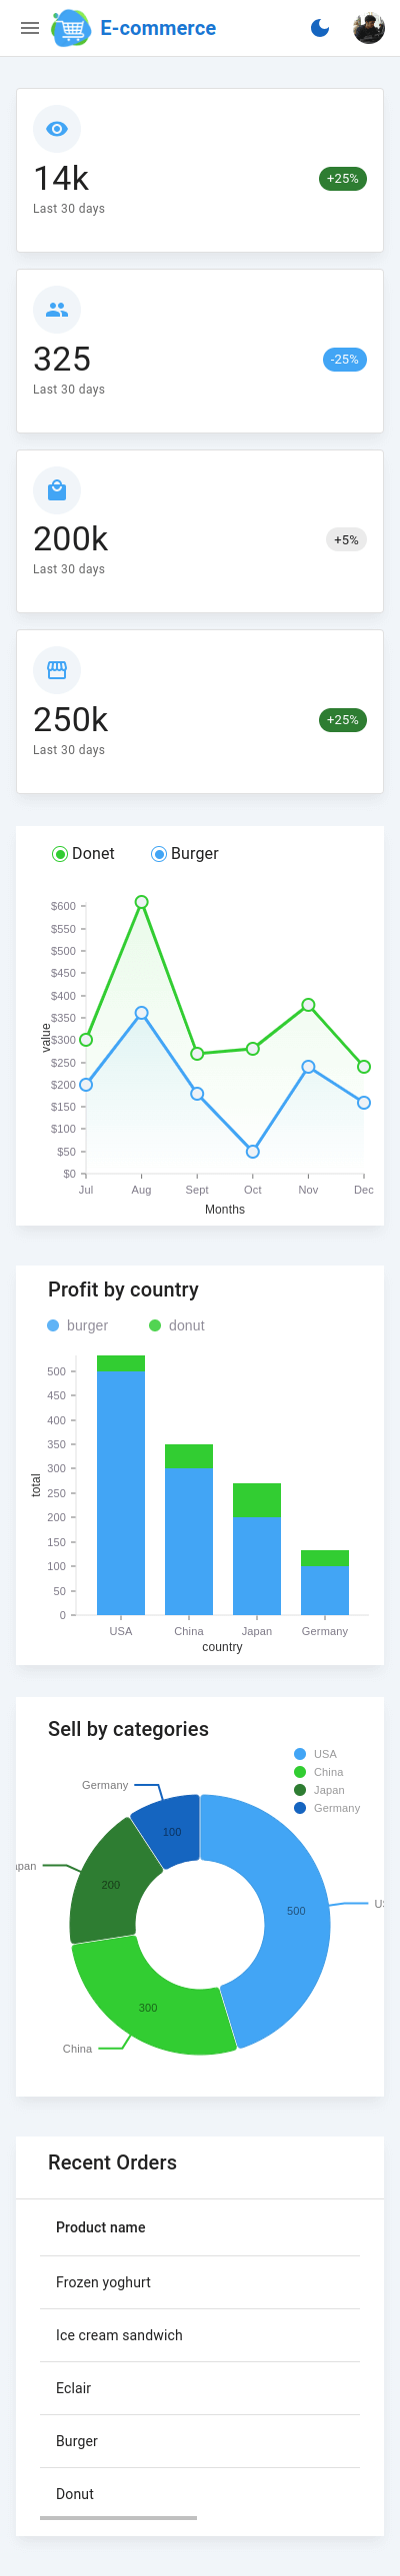 E-commerce
14k
+25%
Last 30 days
325
-25%
Last 30 days
200k
+5%
Last 30 days
250k
+25%
Last 30 days
Donet Burger
$600
$550
$500
$450
$400
$350
$300
$250
$200
$150
$100
$50
$0
value
Jul Aug Sept Oct Nov Dec
Months
Profit by country
burger donut
500
450
400
350
300
250
200
150
100
50
0
total
USA China Japan Germany
country
Sell by categories
USA
China
Japan
Germany
Germany
100
apan
200
500
US
300
China
Recent Orders
Product name
Frozen yoghurt
Ice cream sandwich
Eclair
Burger
Donut